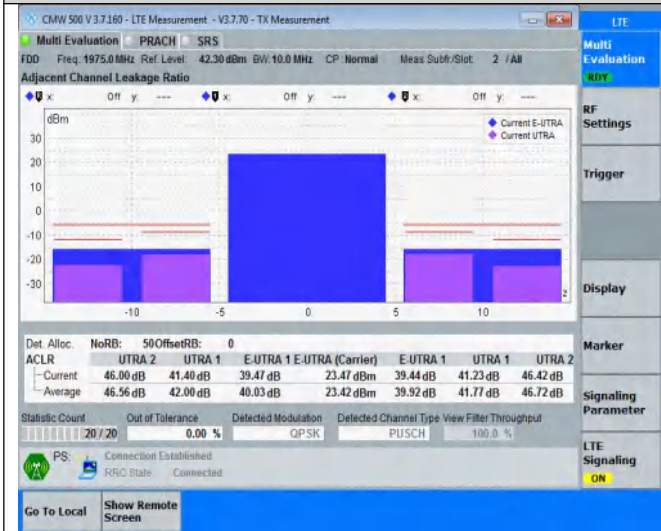 CMW 500 V 3.7.160 - LTE Measurement - V3.7.70 - TX Measurement
LTE
Multi Evaluation PRACH SRS
Multi Evaluation
RDY
FDD Freq.:1975.0 MHz Ref. Level: 42.30 dBm BW: 10.0 MHz CP :Normal Meas Subfr./Slot: 2 /All
Adjacent Channel Leakage Ratio
x: Off y: --- x: Off y: --- x: Off y: ---
dBm
Current E-UTRA
Current UTRA
30
20
10
0
-10
-20
-30
-10 -5 0 5 10
RF Settings
Trigger
Display
Marker
Signaling Parameter
LTE Signaling
ON
Det. Alloc. NoRB: 50 OffsetRB: 0
ACLR UTRA 2 UTRA 1 E-UTRA 1 E-UTRA (Carrier) E-UTRA 1 UTRA 1 UTRA 2
Current 46.00 dB 41.40 dB 39.47 dB 23.47 dBm 39.44 dB 41.23 dB 46.42 dB
Average 46.56 dB 42.00 dB 40.03 dB 23.42 dBm 39.92 dB 41.77 dB 46.72 dB
Statistic Count Out of Tolerance Detected Modulation Detected Channel Type View Filter Throughput
20 / 20 0.00 % QPSK PUSCH 100.0 %
PS: Connection Established
RRC State Connected
Go To Local Show Remote Screen